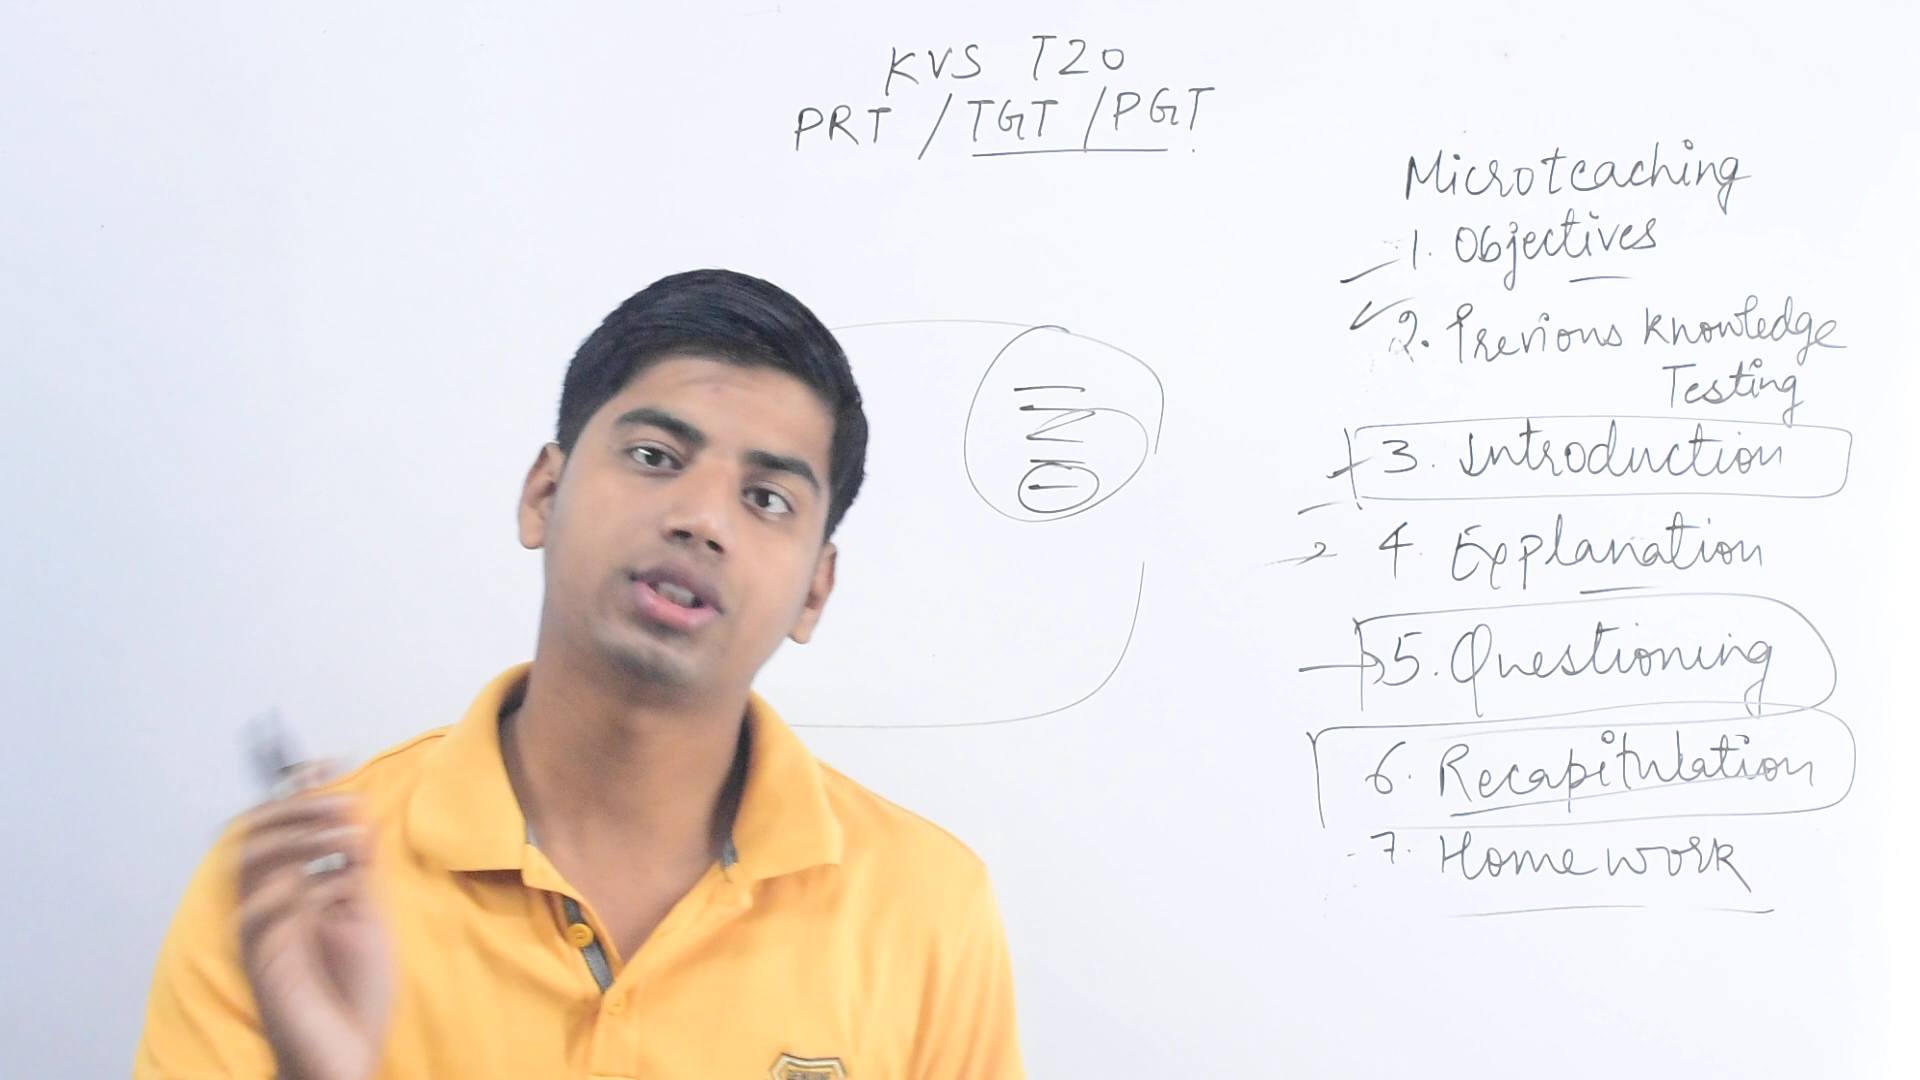 KVS T20
PRT / TGT / PGT
Microteaching
1. Objectives
2. Previous knowledge
Testing
3. Introduction
4. Explanation
5. Questioning
6. Recapitulation
7. Homework